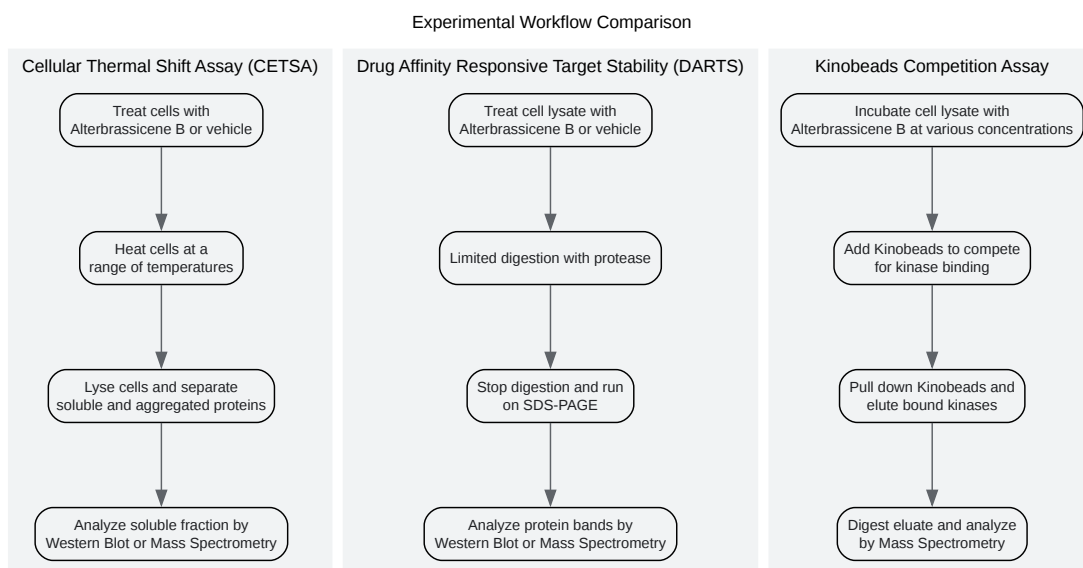 Experimental Workflow Comparison
Cellular Thermal Shift Assay (CETSA)
Treat cells with
Alterbrassicene B or vehicle
Heat cells at a
range of temperatures
Lyse cells and separate
soluble and aggregated proteins
Analyze soluble fraction by
Western Blot or Mass Spectrometry
Drug Affinity Responsive Target Stability (DARTS)
Treat cell lysate with
Alterbrassicene B or vehicle
Limited digestion with protease
Stop digestion and run
on SDS-PAGE
Analyze protein bands by
Western Blot or Mass Spectrometry
Kinobeads Competition Assay
Incubate cell lysate with
Alterbrassicene B at various concentrations
Add Kinobeads to compete
for kinase binding
Pull down Kinobeads and
elute bound kinases
Digest eluate and analyze
by Mass Spectrometry